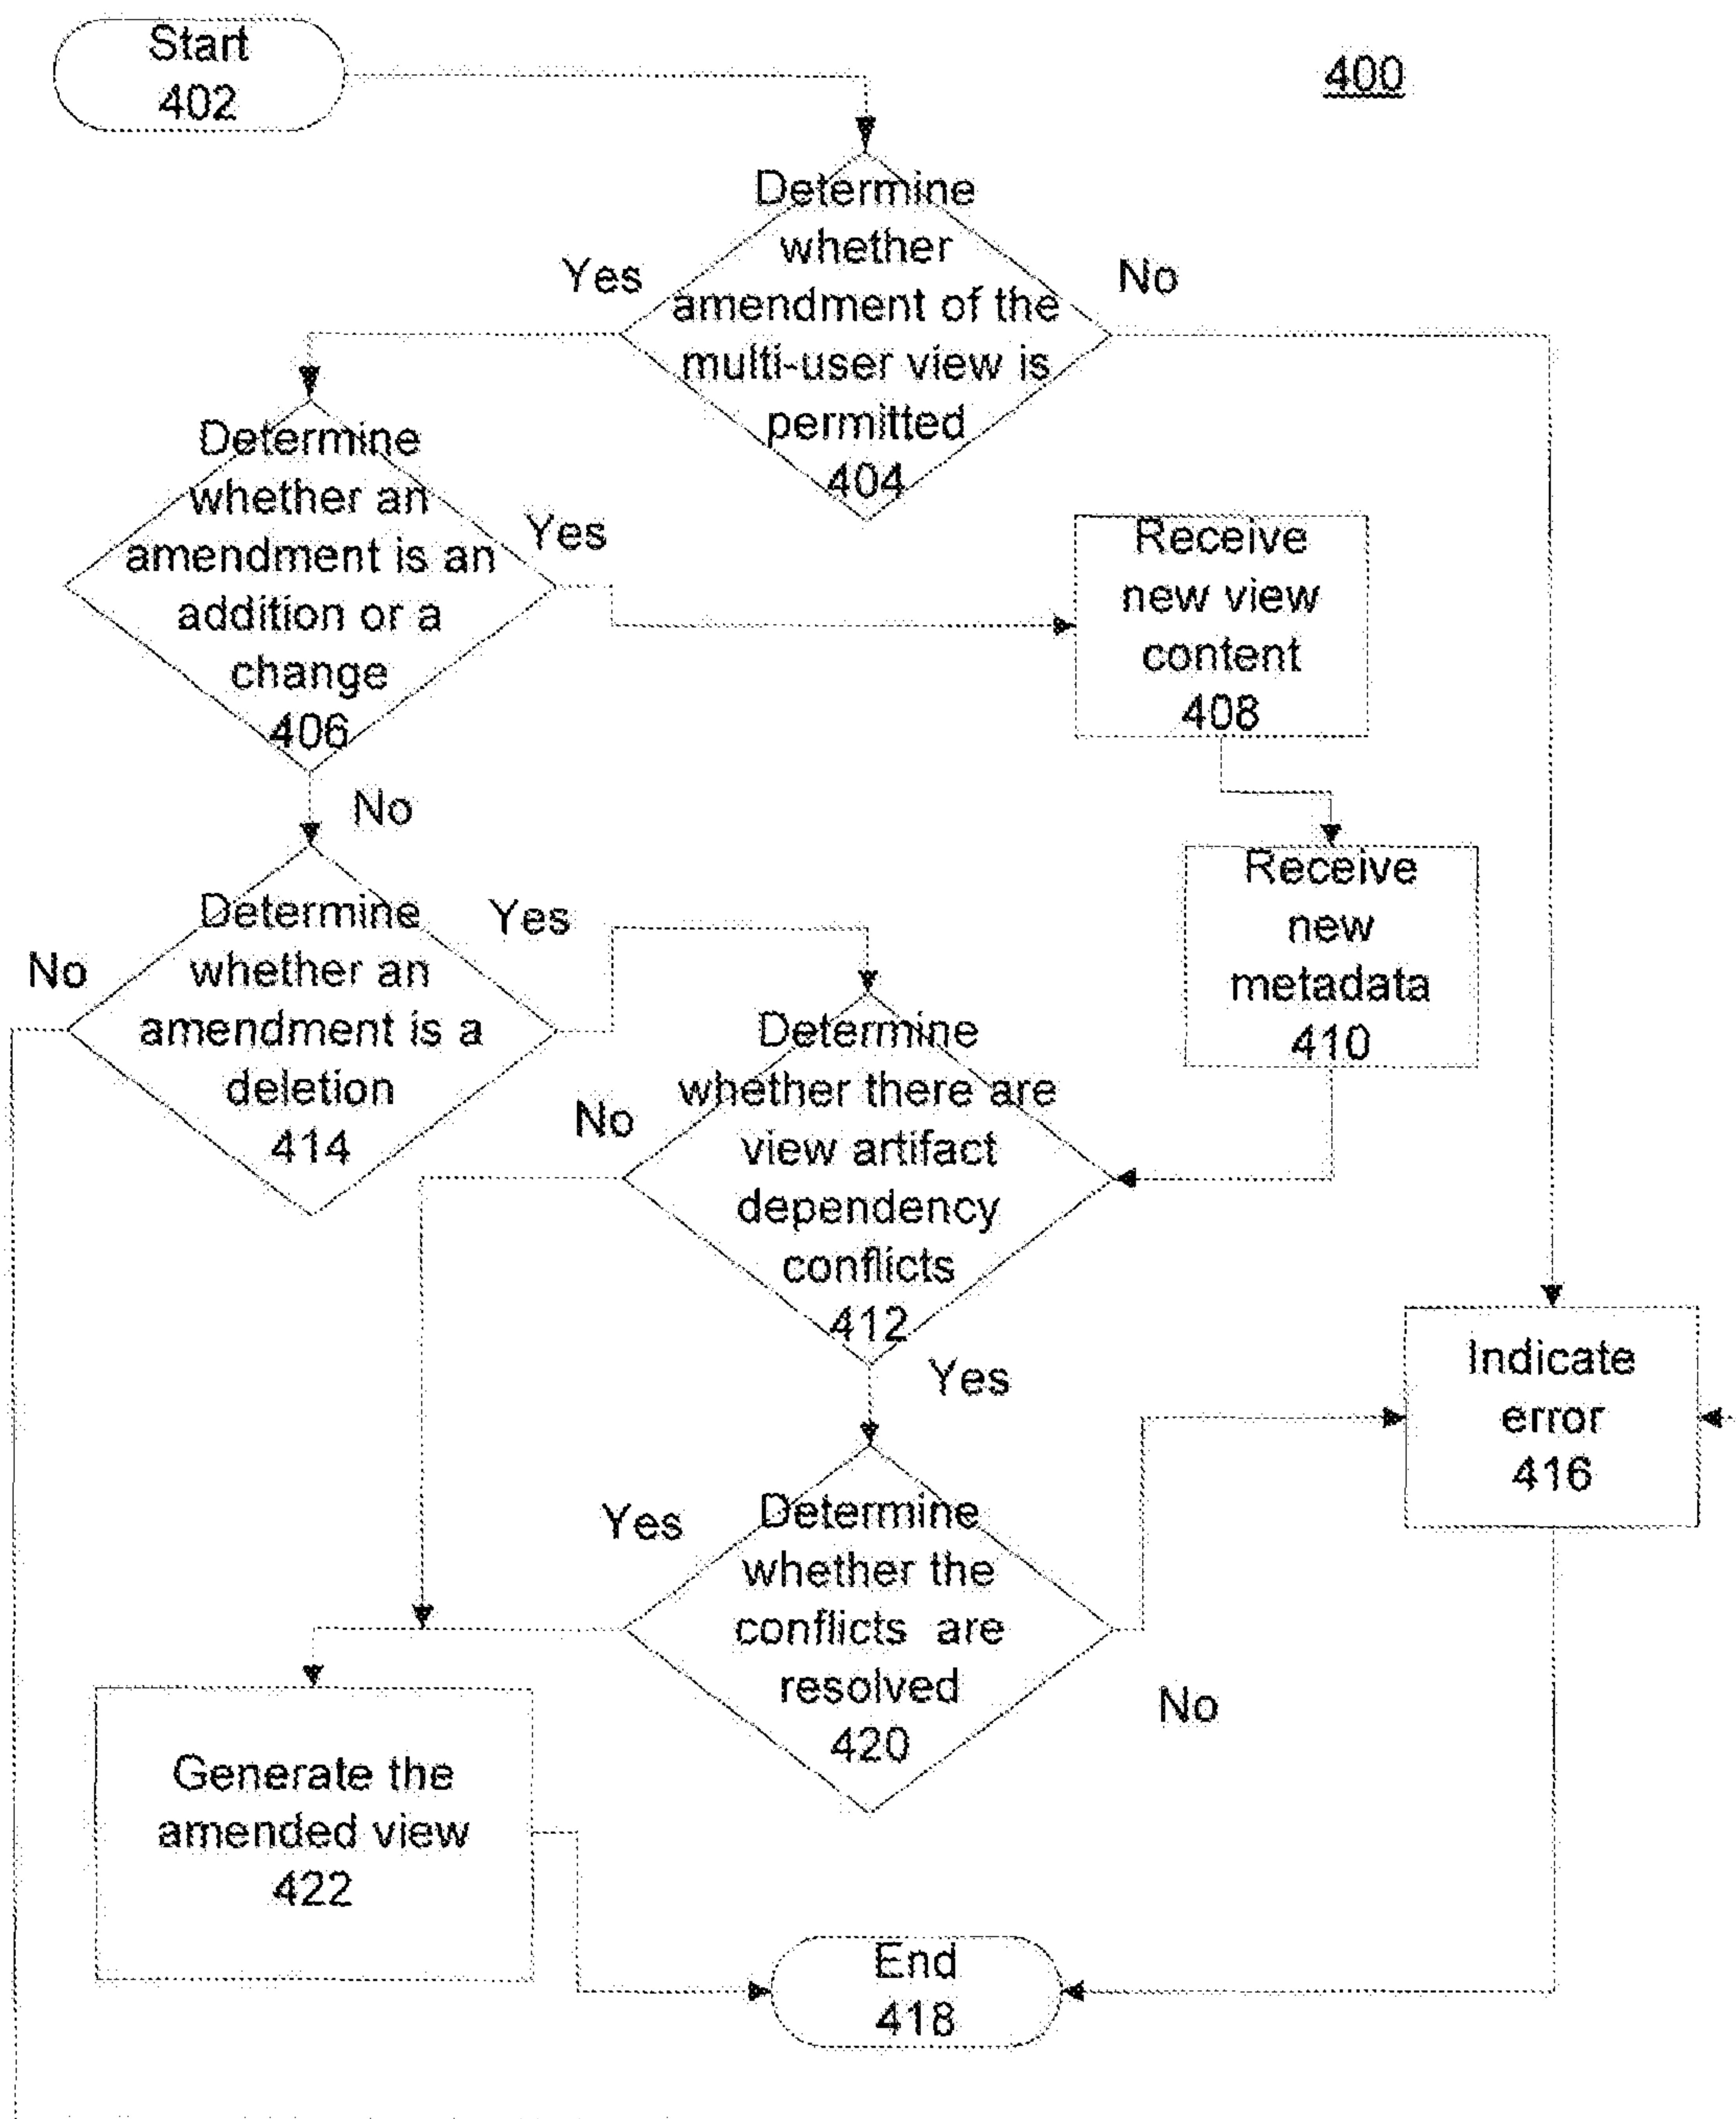 Start
402
400
Determine
whether
amendment of the
multi-user view is
permitted
404
Yes
No
Determine
whether an
amendment is an
addition or a
change
406
Yes
No
Receive
new view
content
408
Receive
new
metadata
410
Determine
whether an
amendment is a
deletion
414
Yes
No
Determine
whether there are
view artifact
dependency
conflicts
412
No
Yes
Indicate
error
416
Determine
whether the
conflicts are
resolved
420
Yes
No
Generate the
amended view
422
End
418